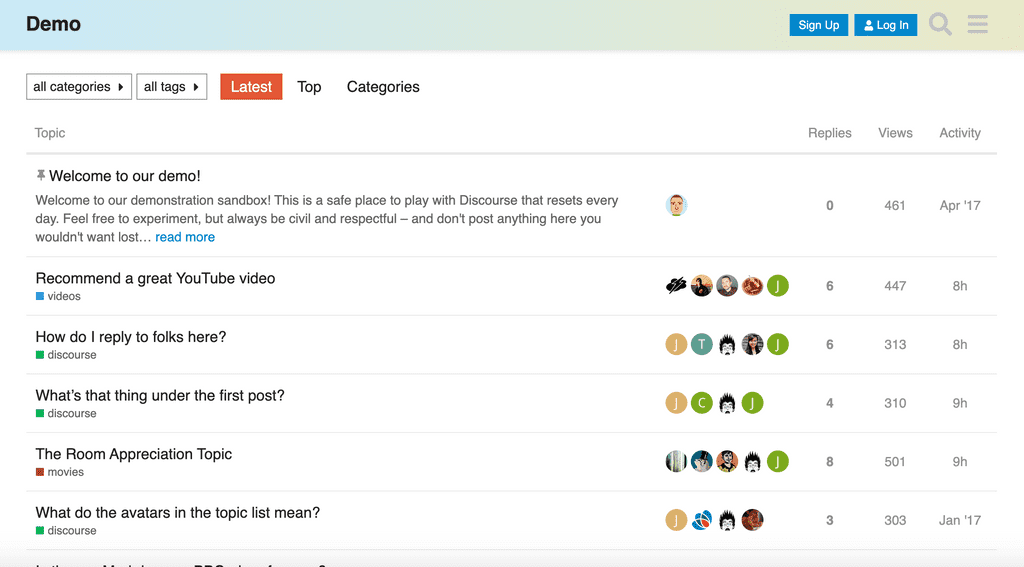 Demo
Sign Up
Log In
all categories
all tags
Latest
Top
Categories
Topic
Replies
Views
Activity
Welcome to our demo!
Welcome to our demonstration sandbox! This is a safe place to play with Discourse that resets every
day. Feel free to experiment, but always be civil and respectful – and don't post anything here you
wouldn't want lost… read more
0
461
Apr '17
Recommend a great YouTube video
videos
J
6
447
8h
How do I reply to folks here?
discourse
J
T
J
6
313
8h
What’s that thing under the first post?
discourse
J
C
J
4
310
9h
The Room Appreciation Topic
movies
J
8
501
9h
What do the avatars in the topic list mean?
discourse
J
3
303
Jan '17